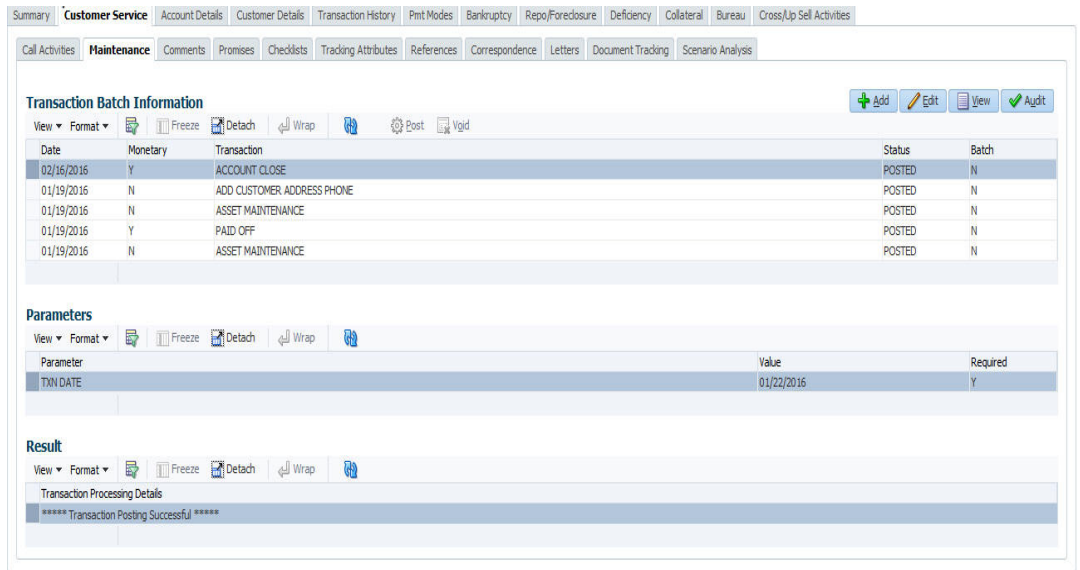 Summary Customer Service Account Details Customer Details Transaction History Pmt Modes Bankruptcy Repo/Foreclosure Deficiency Collateral Bureau Cross/Up Sell Activities
Call Activities Maintenance Comments Promises Checklists Tracking Attributes References Correspondence Letters Document Tracking Scenario Analysis
Transaction Batch Information Add Edit View Audit
View Format Freeze Detach Wrap Post Void
Date Monetary Transaction Status Batch
02/16/2016 Y ACCOUNT CLOSE POSTED N
01/19/2016 N ADD CUSTOMER ADDRESS PHONE POSTED N
01/19/2016 N ASSET MAINTENANCE POSTED N
01/19/2016 Y PAID OFF POSTED N
01/19/2016 N ASSET MAINTENANCE POSTED N
Parameters
View Format Freeze Detach Wrap
Parameter Value Required
TXN DATE 01/22/2016 Y
Result
View Format Freeze Detach Wrap
Transaction Processing Details
***** Transaction Posting Successful *****